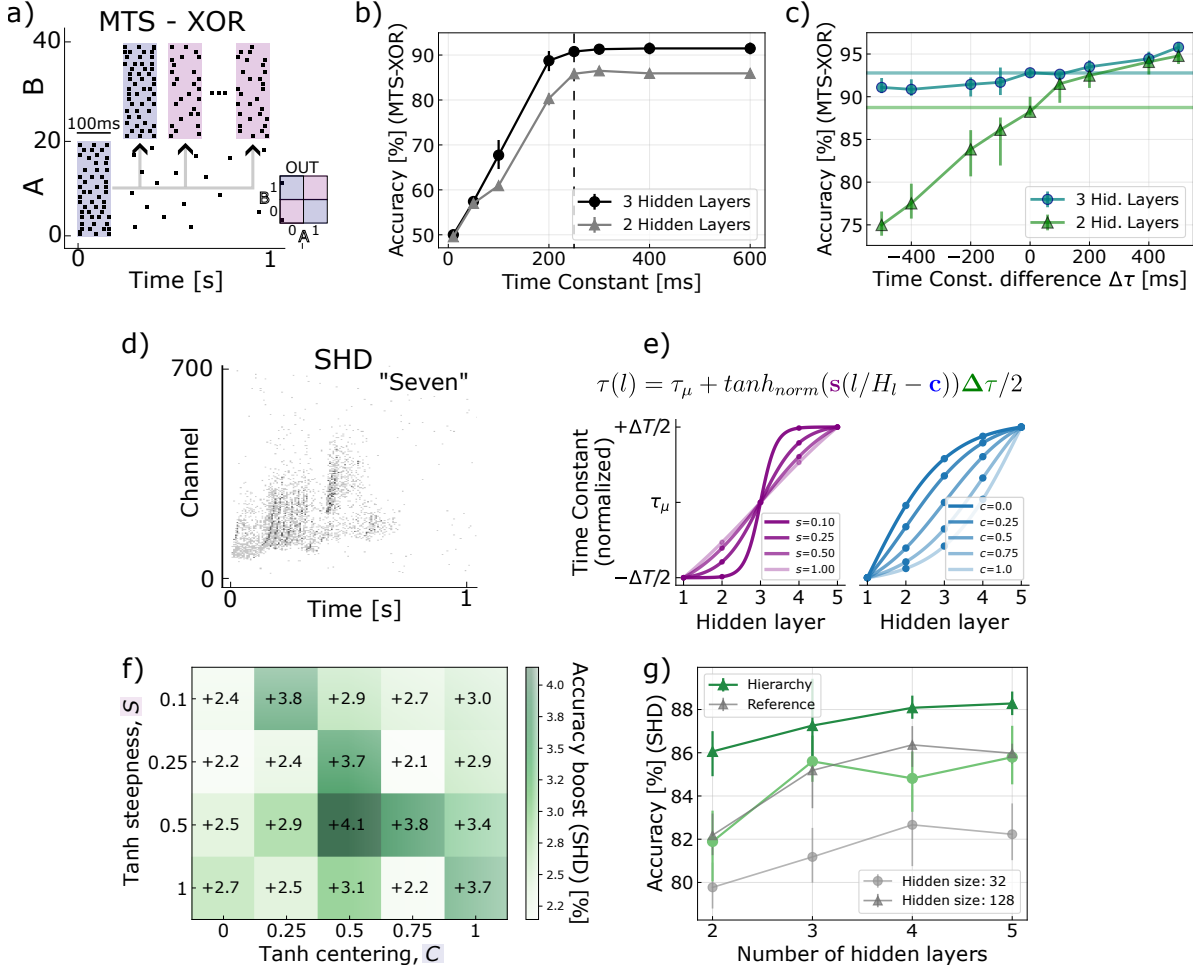 a)
MTS - XOR
B
A
40
20
0
100ms
OUT
B
1
0
0 1
A
0 1
Time [s]
b)
Accuracy [%] (MTS-XOR)
100
90
80
70
60
50
3 Hidden Layers
2 Hidden Layers
0 200 400 600
Time Constant [ms]
c)
Accuracy [%] (MTS-XOR)
95
90
85
80
75
3 Hid. Layers
2 Hid. Layers
−400 −200 0 200 400
Time Const. difference Δτ [ms]
d)
SHD
"Seven"
Channel
700
0
0 1
Time [s]
e)
τ(l) = τμ + tanhnorm(s(l/Hl − c))Δτ/2
Time Constant
(normalized)
+ΔT/2
τμ
−ΔT/2
s=0.10
s=0.25
s=0.50
s=1.00
1 2 3 4 5
Hidden layer
c=0.0
c=0.25
c=0.5
c=0.75
c=1.0
1 2 3 4 5
Hidden layer
f)
Tanh steepness, S
0.1 +2.4 +3.8 +2.9 +2.7 +3.0
0.25 +2.2 +2.4 +3.7 +2.1 +2.9
0.5 +2.5 +2.9 +4.1 +3.8 +3.4
1 +2.7 +2.5 +3.1 +2.2 +3.7
0 0.25 0.5 0.75 1
Tanh centering, C
4.0
3.8
3.5
3.2
3.0
2.8
2.5
2.2
Accuracy boost (SHD) [%]
g)
Accuracy [%] (SHD)
88
86
84
82
80
Hierarchy
Reference
Hidden size: 32
Hidden size: 128
2 3 4 5
Number of hidden layers